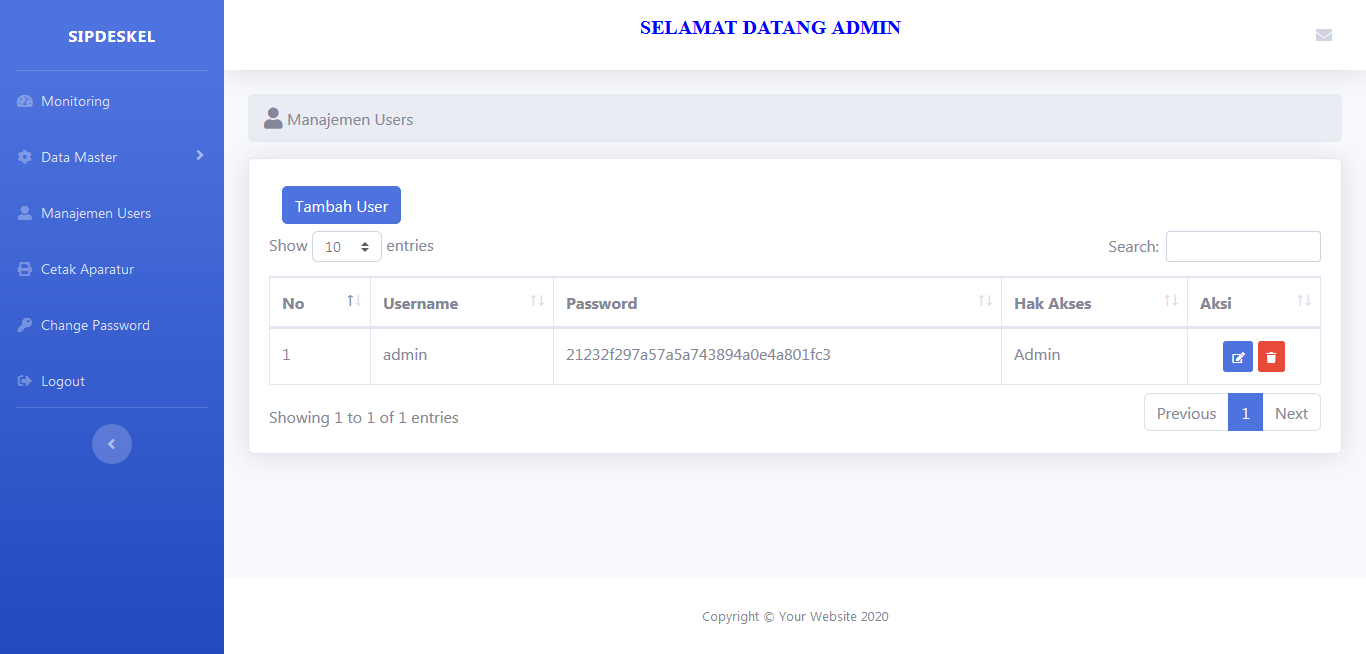 SIPDESKEL
Monitoring
Data Master
Manajemen Users
Cetak Aparatur
Change Password
Logout
SELAMAT DATANG ADMIN
Manajemen Users
Tambah User
Show 10 entries
Search:
No Username Password Hak Akses Aksi
1 admin 21232f297a57a5a743894a0e4a801fc3 Admin
Showing 1 to 1 of 1 entries
Previous 1 Next
Copyright © Your Website 2020